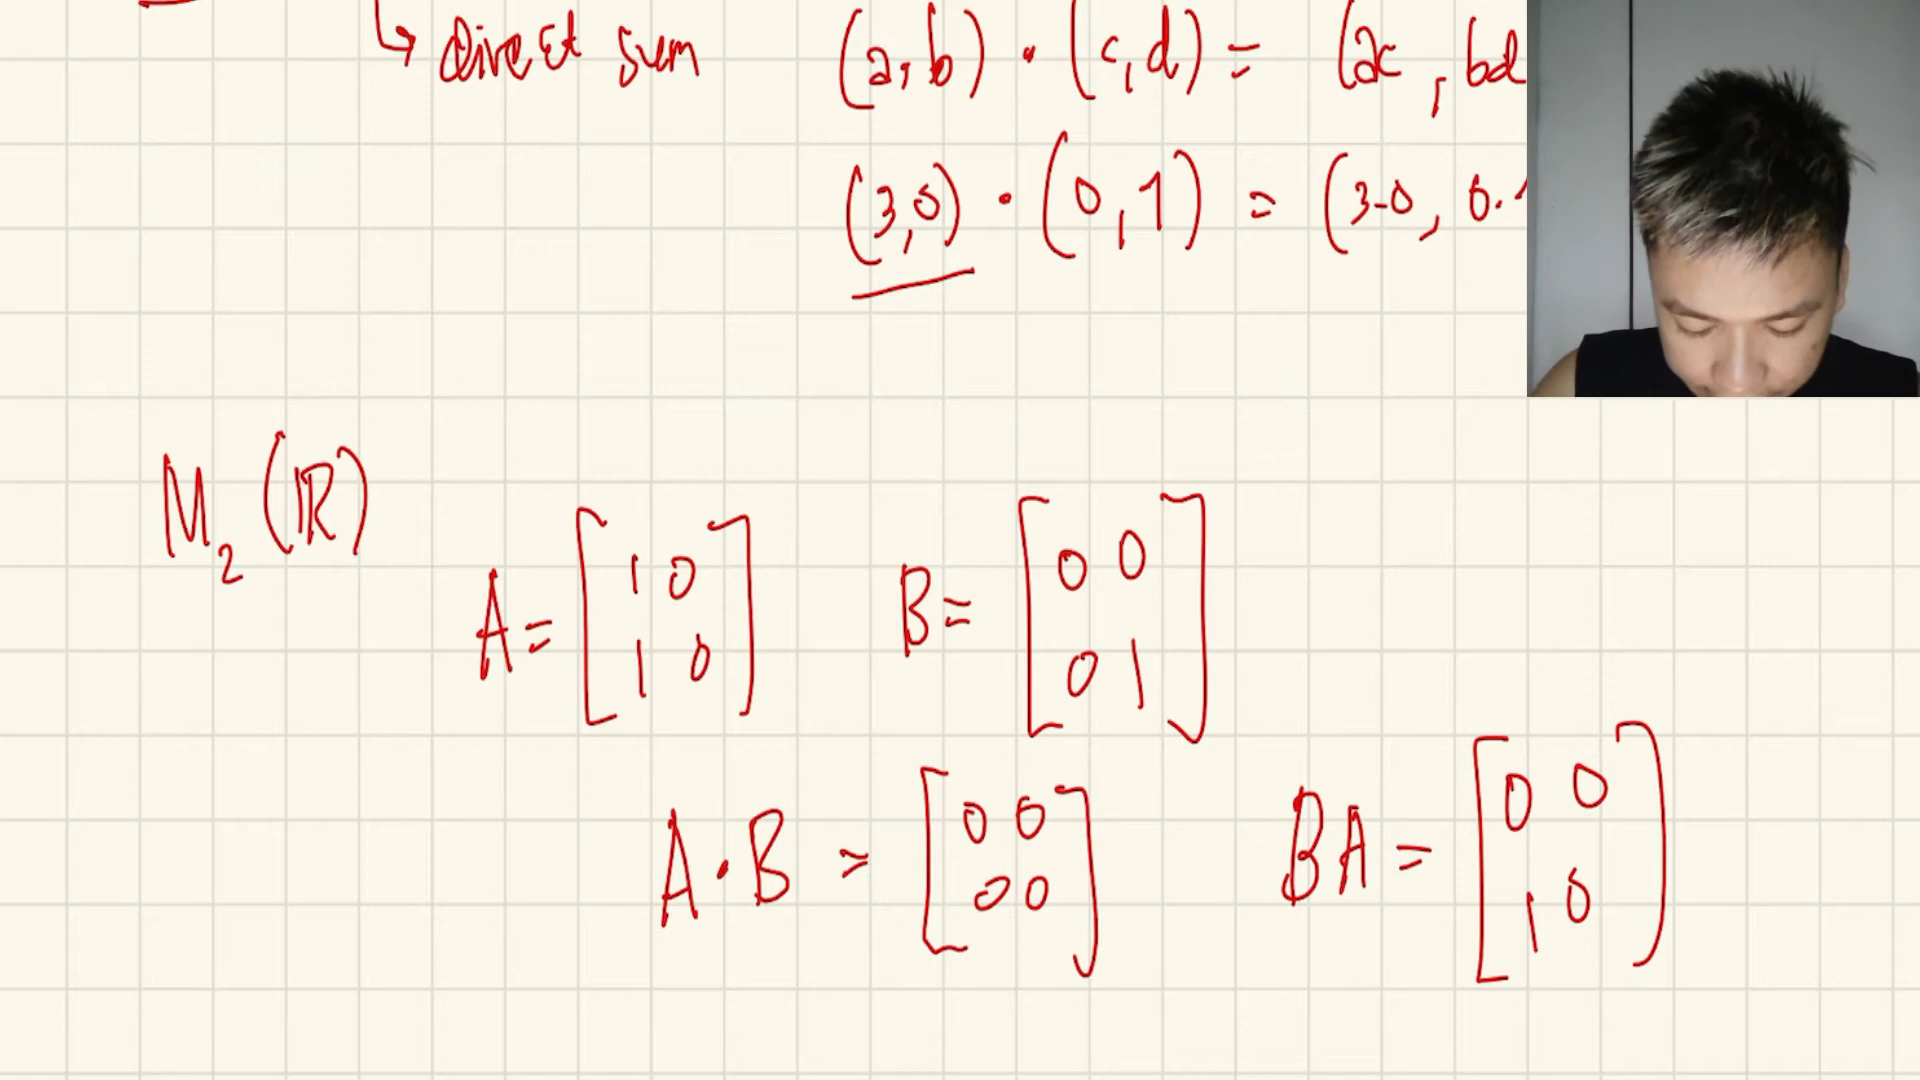 ↳ direct sum (a,b) · (c,d) = (ac, bd
(3,0) · (0,1) = (3·0, 0·1
M₂(ℝ)
A = [1 0
1 0] B = [0 0
0 1]
A·B = [0 0
0 0] BA = [0 0
1 0]